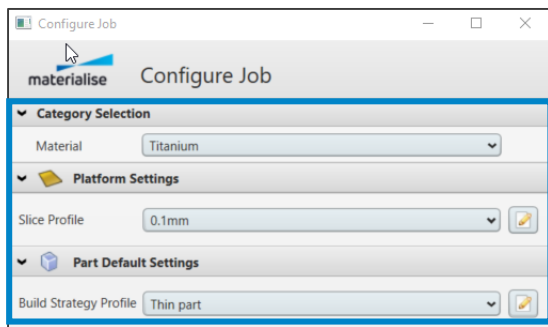 Configure Job
materialise
Configure Job
Category Selection
Material
Titanium
Platform Settings
Slice Profile
0.1mm
Part Default Settings
Build Strategy Profile
Thin part